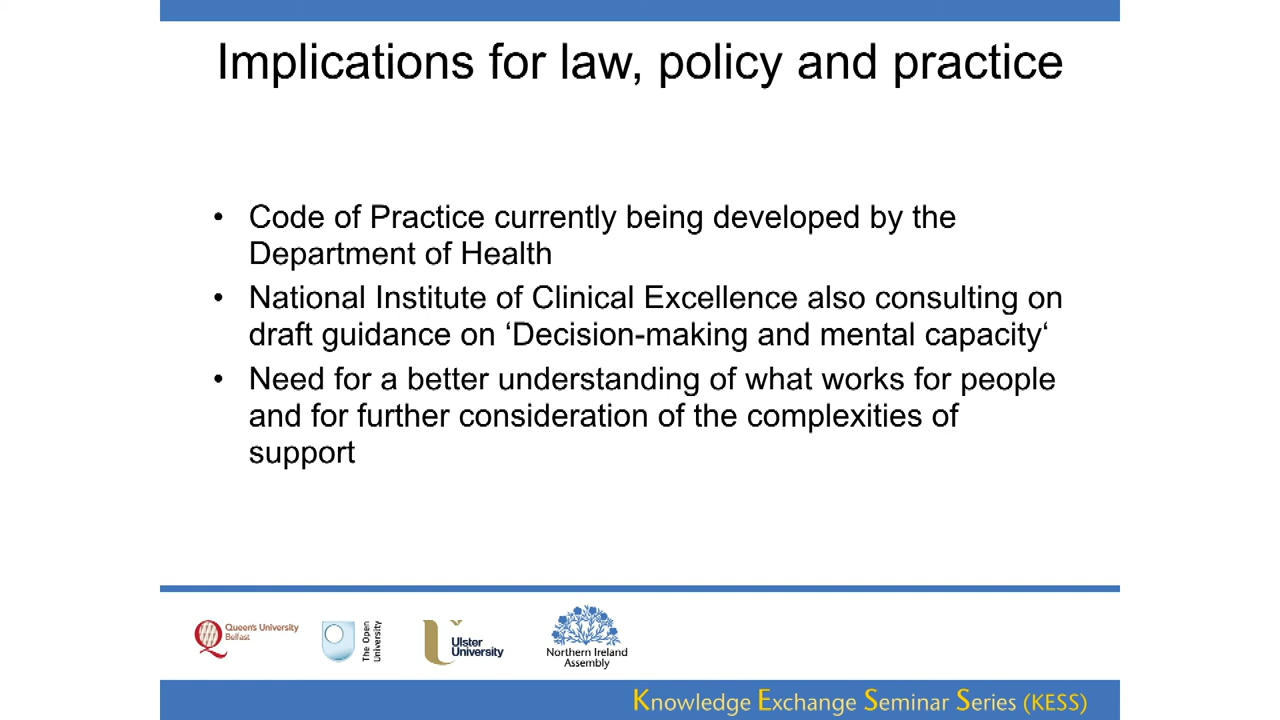 Implications for law, policy and practice
• Code of Practice currently being developed by the
Department of Health
• National Institute of Clinical Excellence also consulting on
draft guidance on ‘Decision-making and mental capacity‘
• Need for a better understanding of what works for people
and for further consideration of the complexities of
support
Queen's University
Belfast
The Open
University
Ulster
University
Northern Ireland
Assembly
Knowledge Exchange Seminar Series (KESS)